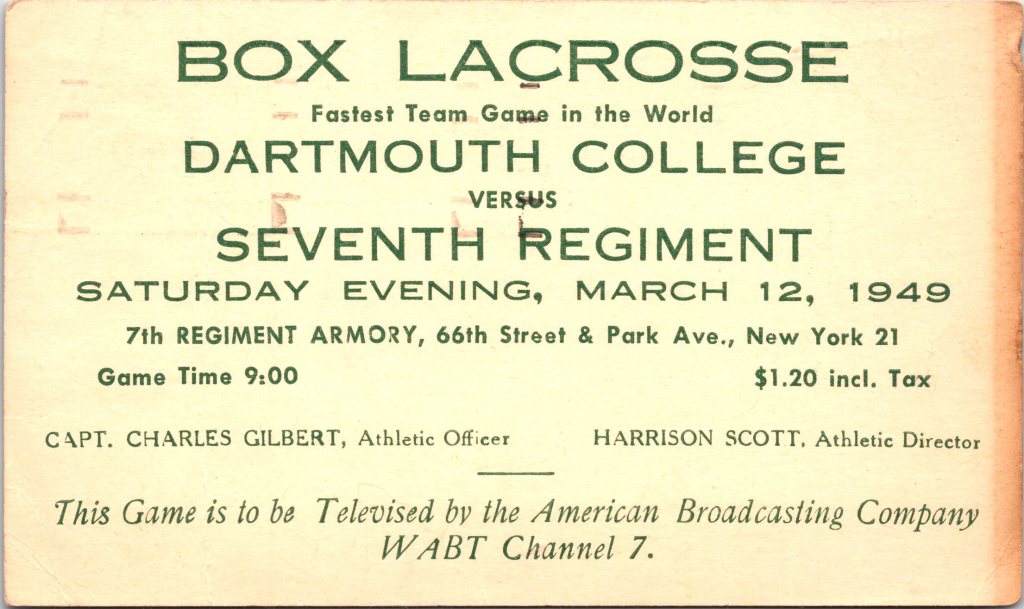 BOX LACROSSE
Fastest Team Game in the World
DARTMOUTH COLLEGE
VERSUS
SEVENTH REGIMENT
SATURDAY EVENING, MARCH 12, 1949
7th REGIMENT ARMORY, 66th Street & Park Ave., New York 21
Game Time 9:00 $1.20 incl. Tax
CAPT. CHARLES GILBERT, Athletic Officer HARRISON SCOTT, Athletic Director
This Game is to be Televised by the American Broadcasting Company
WABT Channel 7.